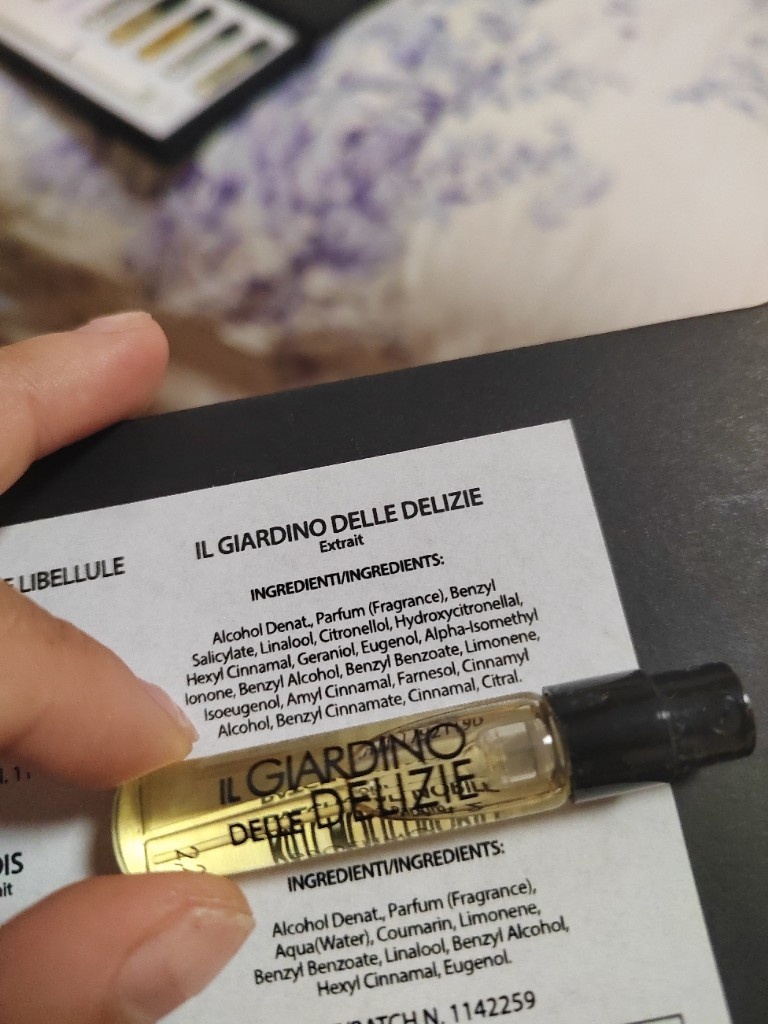 LIBELLULE
IL GIARDINO DELLE DELIZIE
Extrait
INGREDIENTI/INGREDIENTS:
Alcohol Denat., Parfum (Fragrance), Benzyl
Salicylate, Linalool, Citronellol, Hydroxycitronellal,
Hexyl Cinnamal, Geraniol, Eugenol, Alpha-Isomethyl
Ionone, Benzyl Alcohol, Benzyl Benzoate, Limonene,
Isoeugenol, Amyl Cinnamal, Farnesol, Cinnamyl
Alcohol, Benzyl Cinnamate, Cinnamal, Citral.
IL GIARDINO
DELLE DELIZIE
INGREDIENTI/INGREDIENTS:
Alcohol Denat., Parfum (Fragrance),
Aqua(Water), Coumarin, Limonene,
Benzyl Benzoate, Linalool, Benzyl Alcohol,
Hexyl Cinnamal, Eugenol.
BATCH N. 1142259